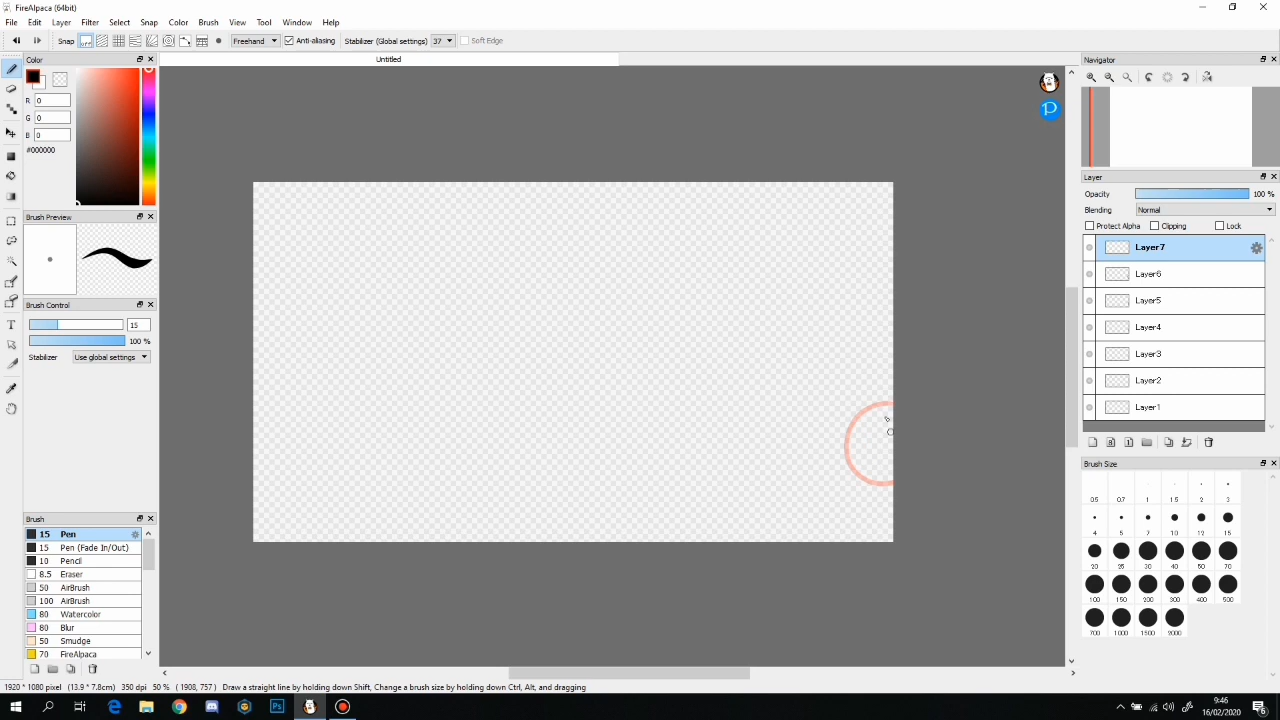 FireAlpaca (64bit)
File Edit Layer Filter Select Snap Color Brush View Tool Window Help
Snap OFF Freehand Anti-aliasing Stabilizer (Global settings) 37 Soft Edge
Color
R 0
G 0
B 0
#000000
Brush Preview
Brush Control
15
100 %
Stabilizer Use global settings
Brush
15 Pen
15 Pen (Fade In/Out)
10 Pencil
8.5 Eraser
50 AirBrush
100 AirBrush
80 Watercolor
80 Blur
50 Smudge
70 FireAlpaca
Untitled
P
Navigator
Layer
Opacity 100 %
Blending Normal
Protect Alpha Clipping Lock
Layer7
Layer6
Layer5
Layer4
Layer3
Layer2
Layer1
Brush Size
0.5 0.7 1 1.5 2 3
4 5 7 10 12 15
20 25 30 40 50 70
100 150 200 300 400 500
700 1000 1500 2000
1920 * 1080 pixel (13.9 * 7.8cm) 350 dpi 50 % ( 1908, 757 ) Draw a straight line by holding down Shift, Change a brush size by holding down Ctrl, Alt, and dragging
Ps
9:46
16/02/2020
6